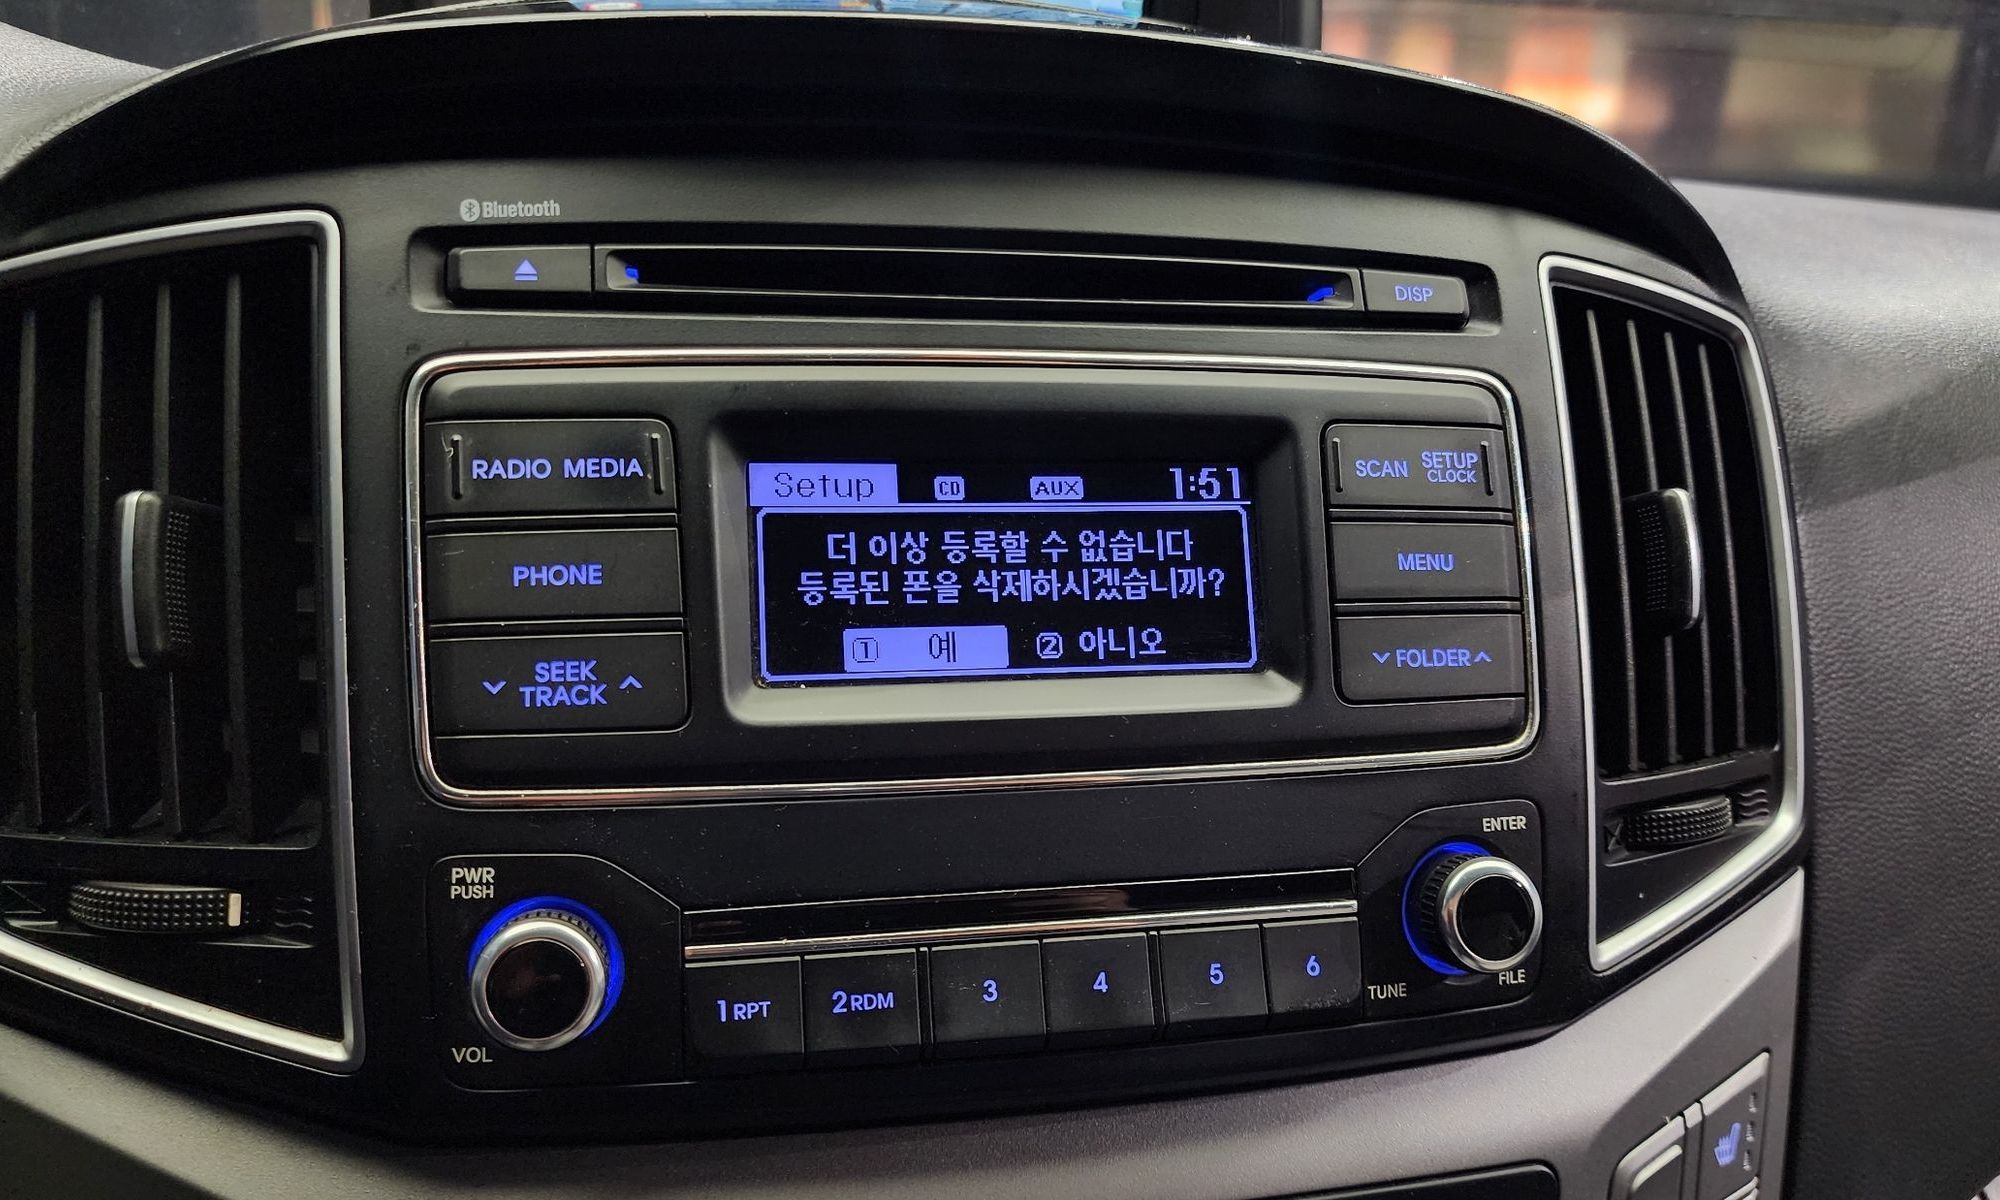 Bluetooth
DISP
RADIO MEDIA
PHONE
SEEK
TRACK
Setup CD AUX 1:51
더 이상 등록할 수 없습니다
등록된 폰을 삭제하시겠습니까?
1 예 2 아니오
SCAN SETUP
CLOCK
MENU
FOLDER
PWR
PUSH
VOL
1 RPT 2 RDM 3 4 5 6
ENTER
TUNE FILE